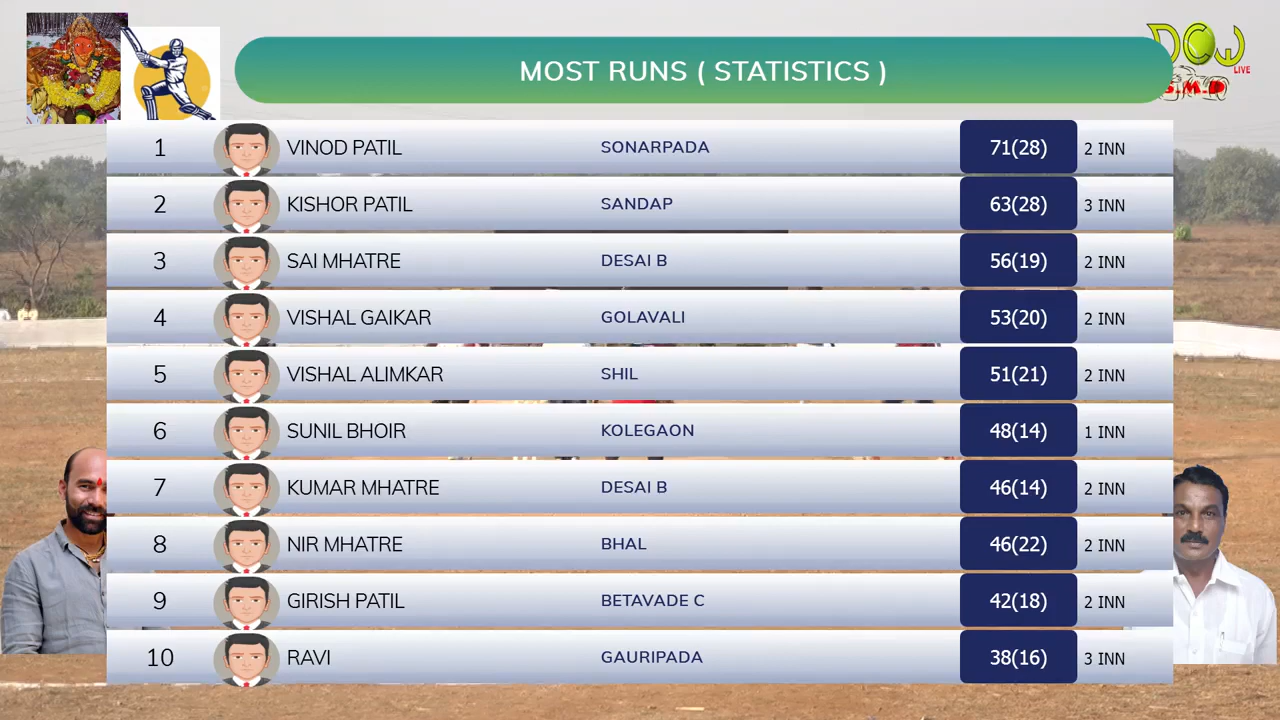 MOST RUNS ( STATISTICS )
DCW
LIVE
S.M.D
1 VINOD PATIL SONARPADA 71(28) 2 INN
2 KISHOR PATIL SANDAP 63(28) 3 INN
3 SAI MHATRE DESAI B 56(19) 2 INN
4 VISHAL GAIKAR GOLAVALI 53(20) 2 INN
5 VISHAL ALIMKAR SHIL 51(21) 2 INN
6 SUNIL BHOIR KOLEGAON 48(14) 1 INN
7 KUMAR MHATRE DESAI B 46(14) 2 INN
8 NIR MHATRE BHAL 46(22) 2 INN
9 GIRISH PATIL BETAVADE C 42(18) 2 INN
10 RAVI GAURIPADA 38(16) 3 INN